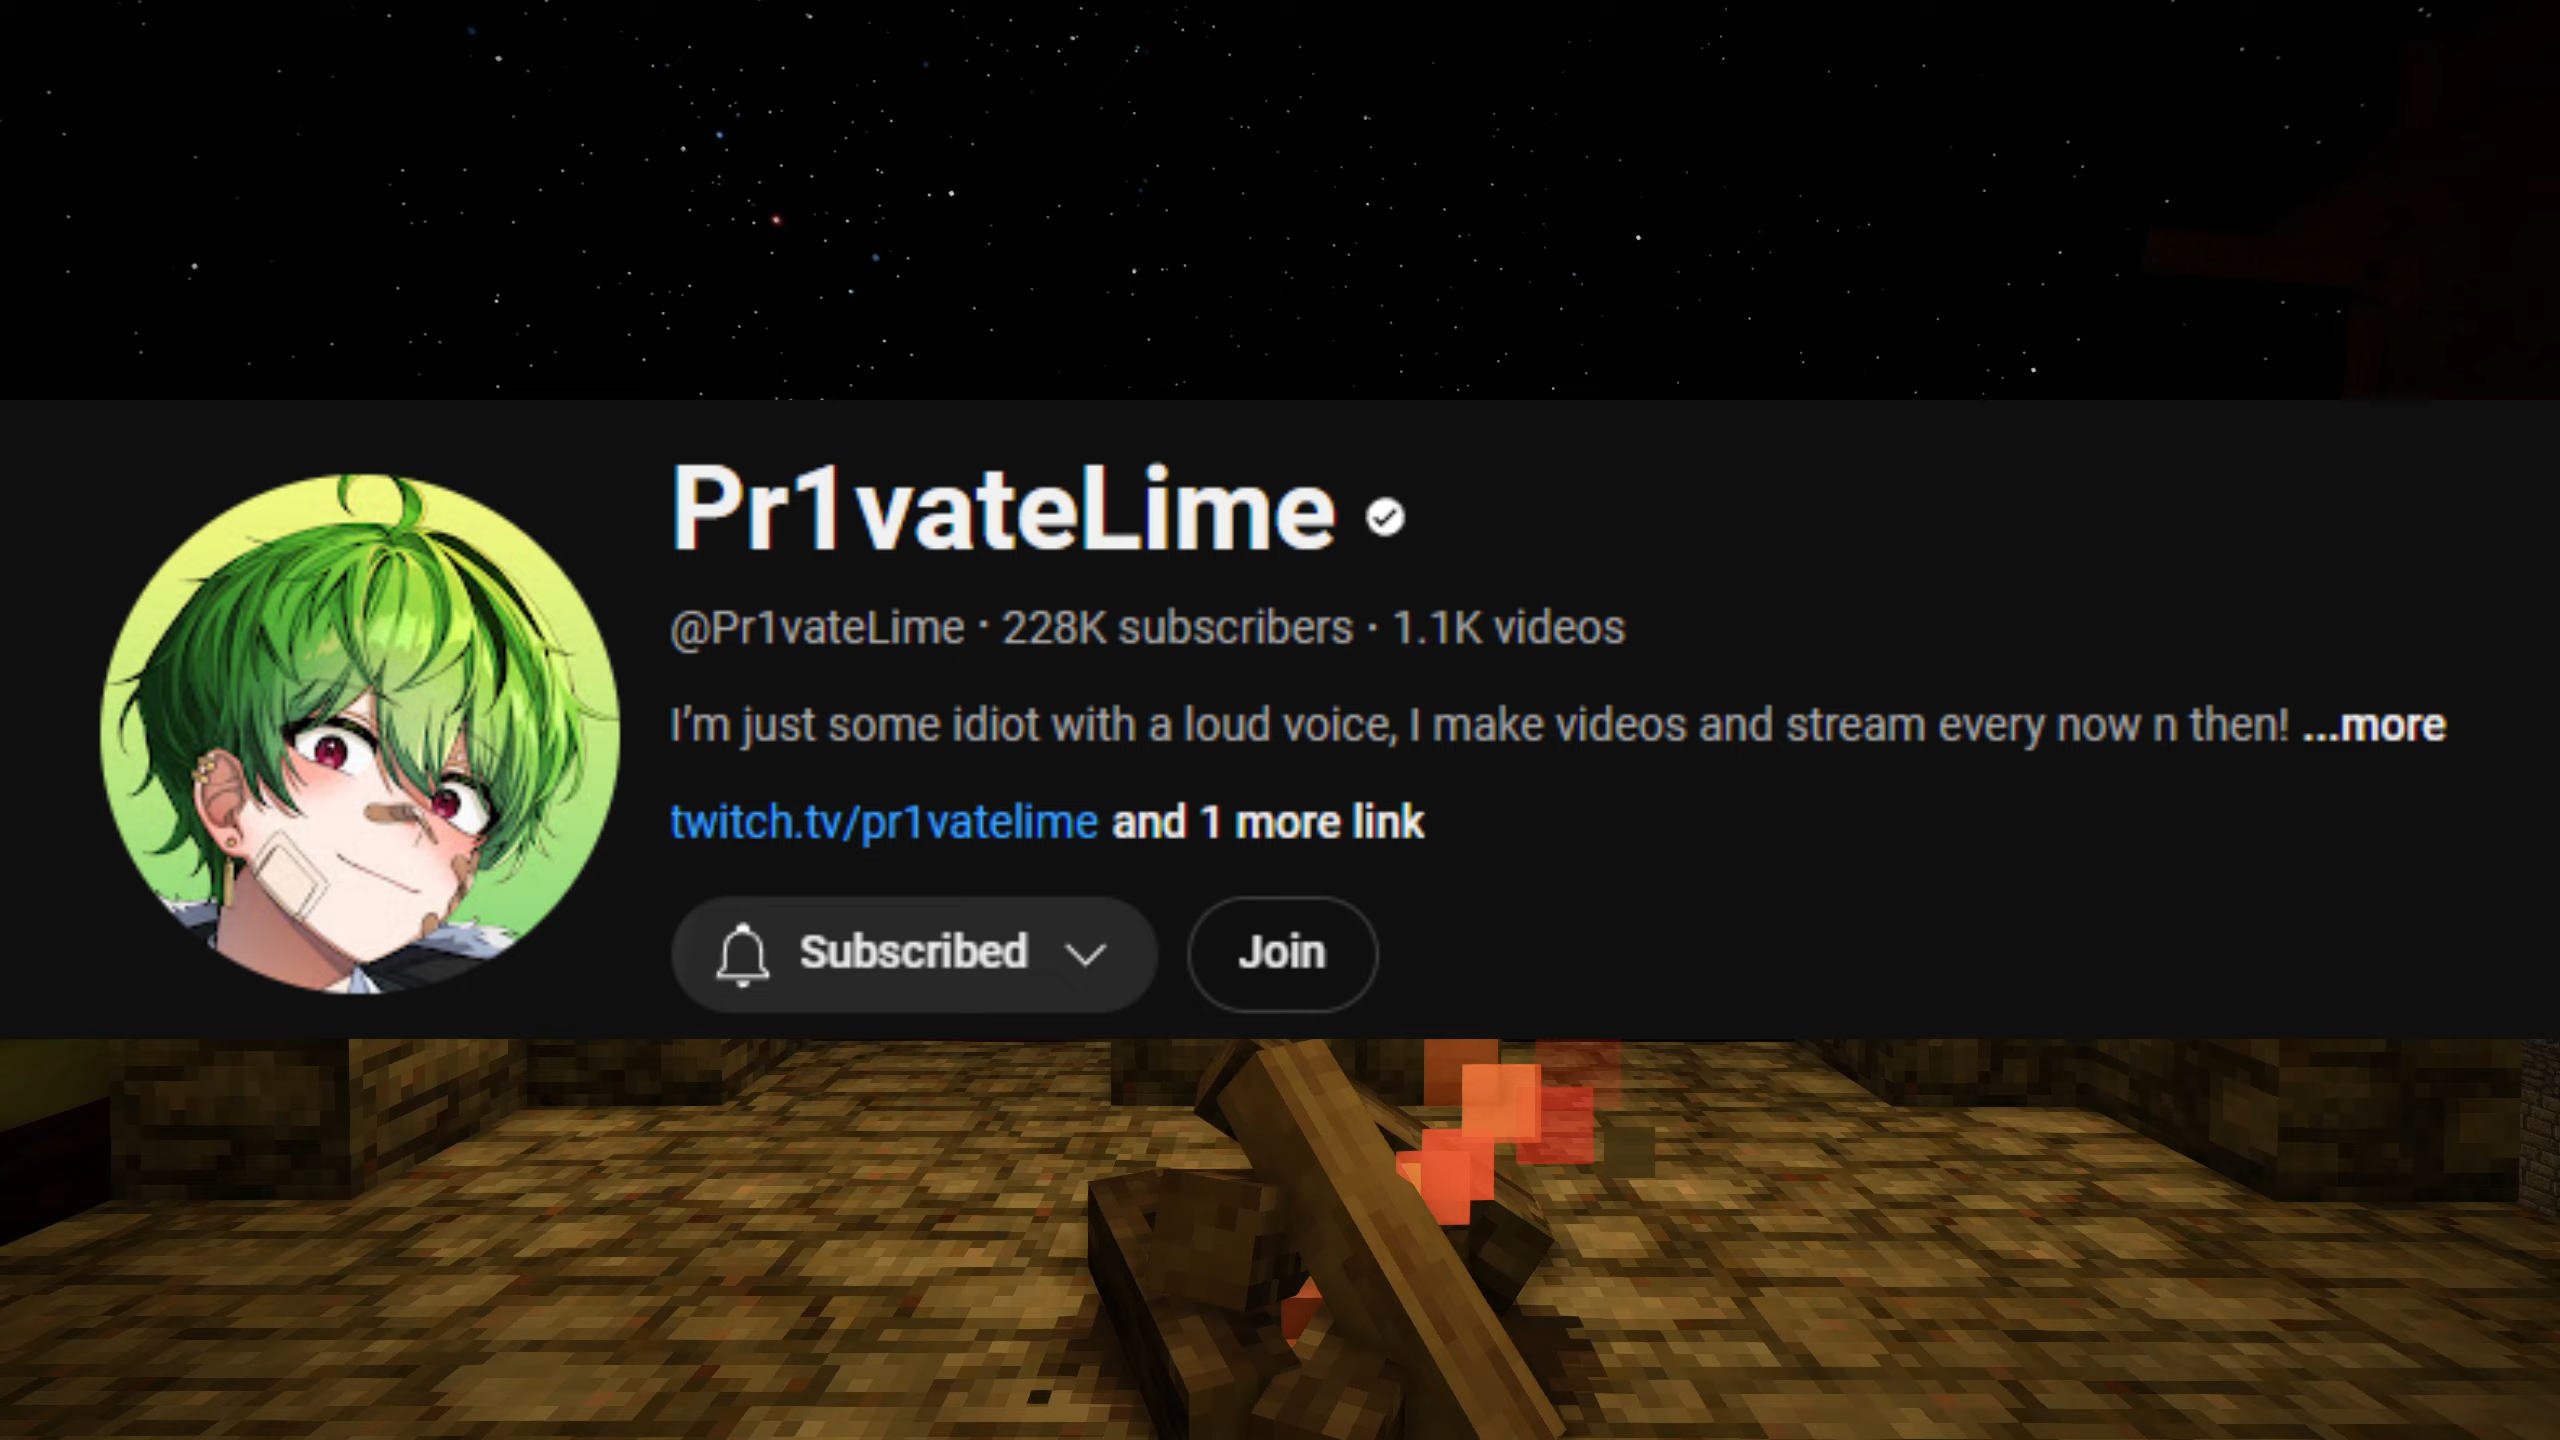 Pr1vateLime
@Pr1vateLime · 228K subscribers · 1.1K videos
I’m just some idiot with a loud voice, I make videos and stream every now n then! ...more
twitch.tv/pr1vatelime and 1 more link
Subscribed
Join